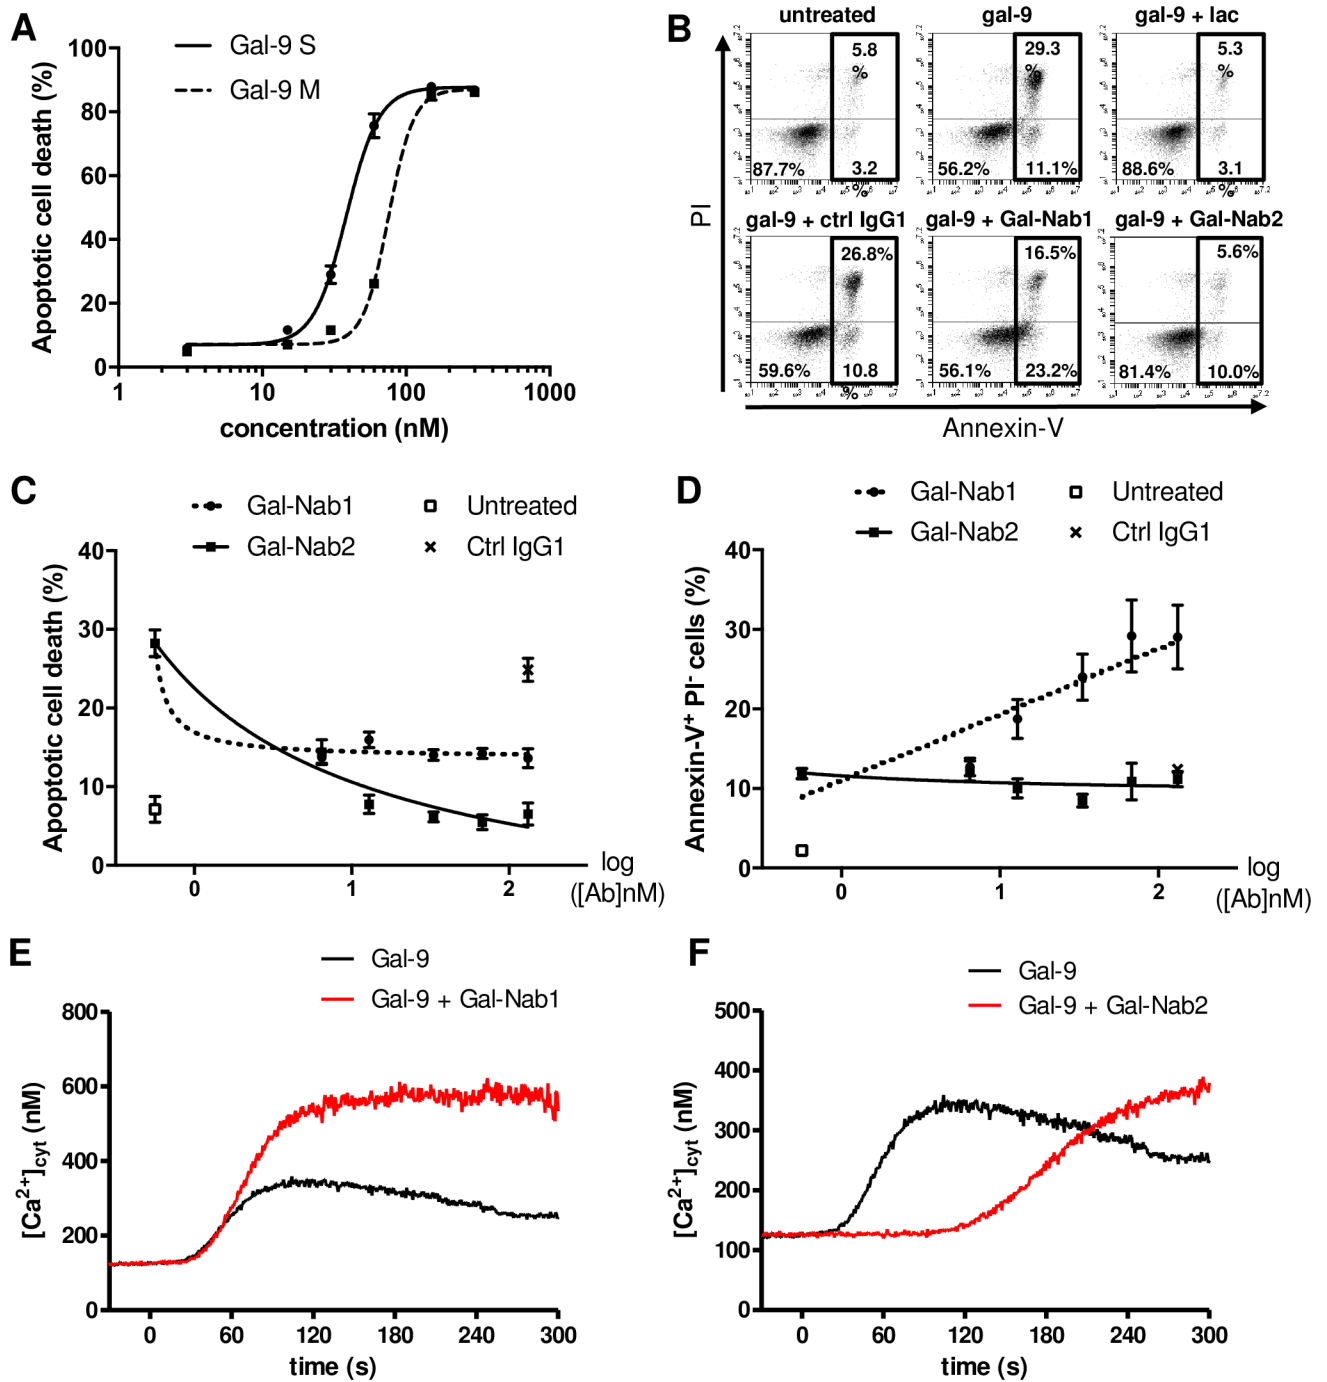 A
Gal-9 S
Gal-9 M
Apoptotic cell death (%)
100
80
60
40
20
0
1 10 100 1000
concentration (nM)
B
untreated gal-9 gal-9 + lac
5.8 % 29.3 % 5.3 %
87.7% 3.2 % 56.2% 11.1% 88.6% 3.1 %
gal-9 + ctrl IgG1 gal-9 + Gal-Nab1 gal-9 + Gal-Nab2
26.8% 16.5% 5.6%
59.6% 10.8 % 56.1% 23.2% 81.4% 10.0%
PI
Annexin-V
C
Gal-Nab1 Untreated
Gal-Nab2 Ctrl IgG1
Apoptotic cell death (%)
40
30
20
10
0
0 1 2
log
([Ab]nM)
D
Gal-Nab1 Untreated
Gal-Nab2 Ctrl IgG1
Annexin-V+ PI- cells (%)
40
30
20
10
0
0 1 2
log
([Ab]nM)
E
Gal-9
Gal-9 + Gal-Nab1
[Ca2+]cyt (nM)
800
600
400
200
0
0 60 120 180 240 300
time (s)
F
Gal-9
Gal-9 + Gal-Nab2
[Ca2+]cyt (nM)
500
400
300
200
100
0
0 60 120 180 240 300
time (s)